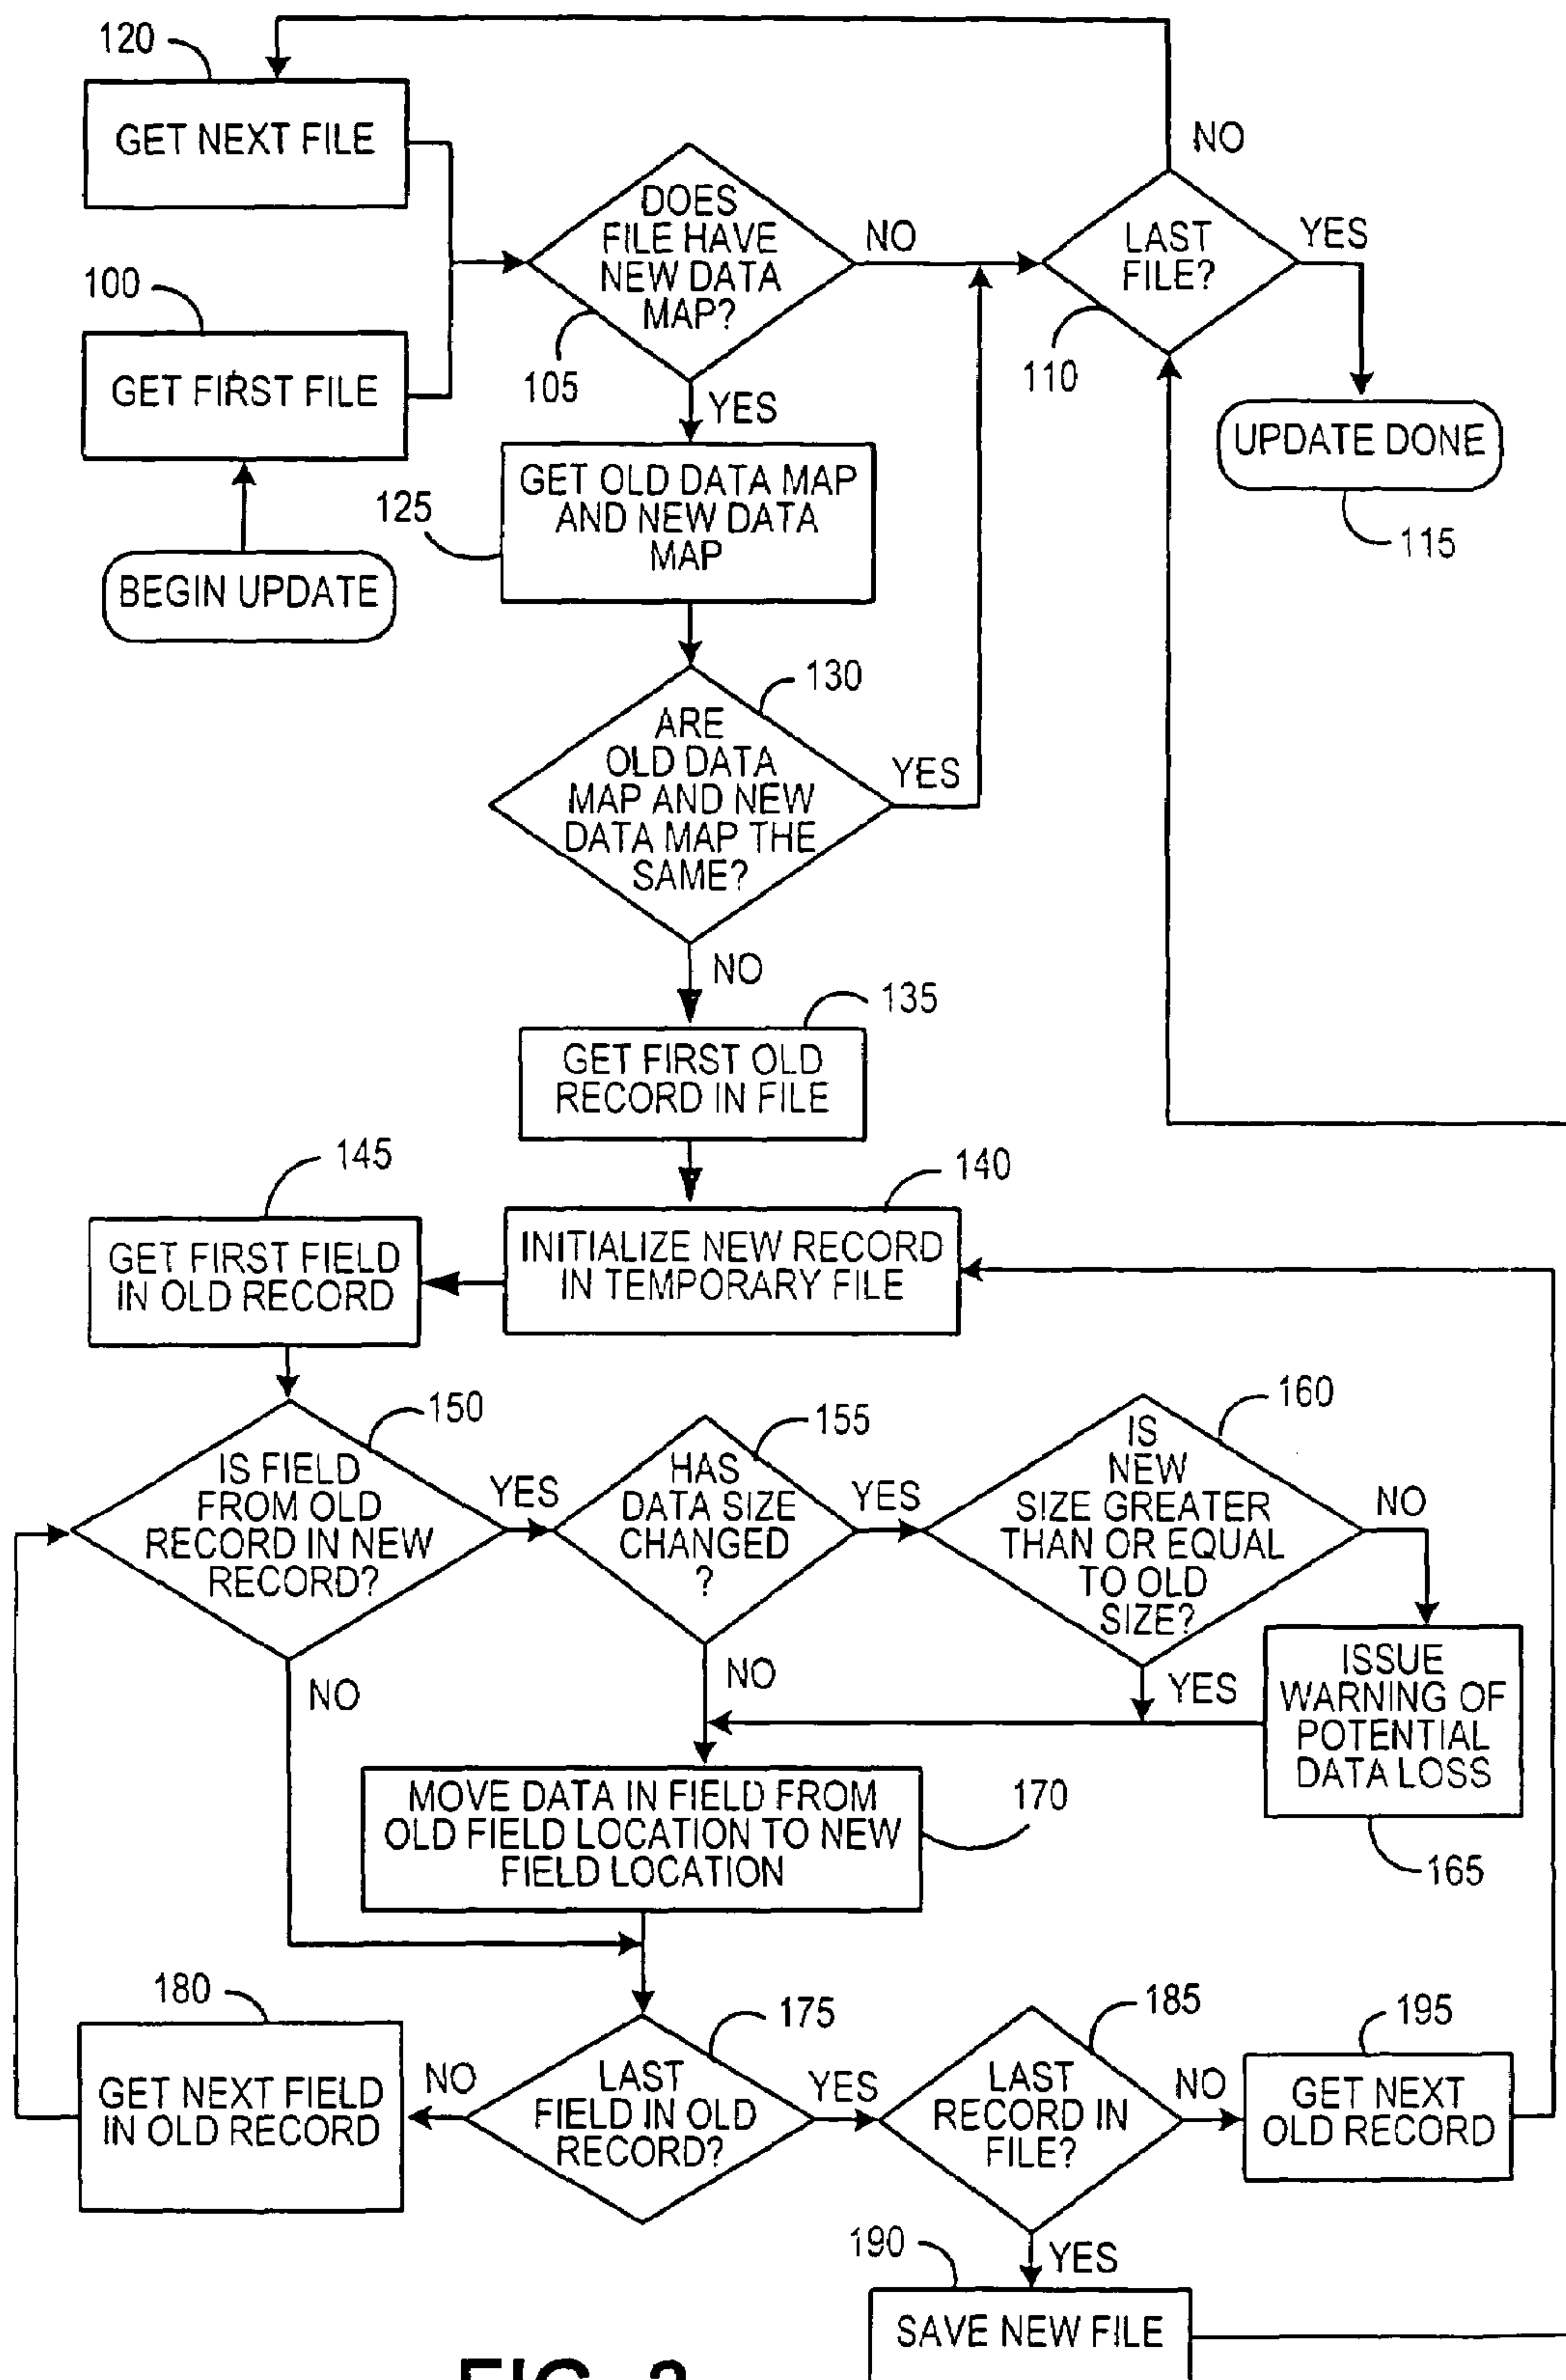 120
GET NEXT FILE
NO
DOES
FILE HAVE
NEW DATA
MAP?
NO
LAST
FILE?
YES
100
GET FIRST FILE
105
110
YES
UPDATE DONE
115
BEGIN UPDATE
125
GET OLD DATA MAP
AND NEW DATA
MAP
130
ARE
OLD DATA
MAP AND NEW
DATA MAP THE
SAME?
YES
NO
135
GET FIRST OLD
RECORD IN FILE
145
140
GET FIRST FIELD
IN OLD RECORD
INITIALIZE NEW RECORD
IN TEMPORARY FILE
150
IS FIELD
FROM OLD
RECORD IN NEW
RECORD?
YES
155
HAS
DATA SIZE
CHANGED
?
YES
160
IS
NEW
SIZE GREATER
THAN OR EQUAL
TO OLD
SIZE?
NO
NO
NO
YES
ISSUE
WARNING OF
POTENTIAL
DATA LOSS
165
MOVE DATA IN FIELD FROM
OLD FIELD LOCATION TO NEW
FIELD LOCATION
170
180
GET NEXT FIELD
IN OLD RECORD
NO
175
LAST
FIELD IN OLD
RECORD?
YES
185
LAST
RECORD IN
FILE?
NO
195
GET NEXT
OLD RECORD
190
YES
SAVE NEW FILE